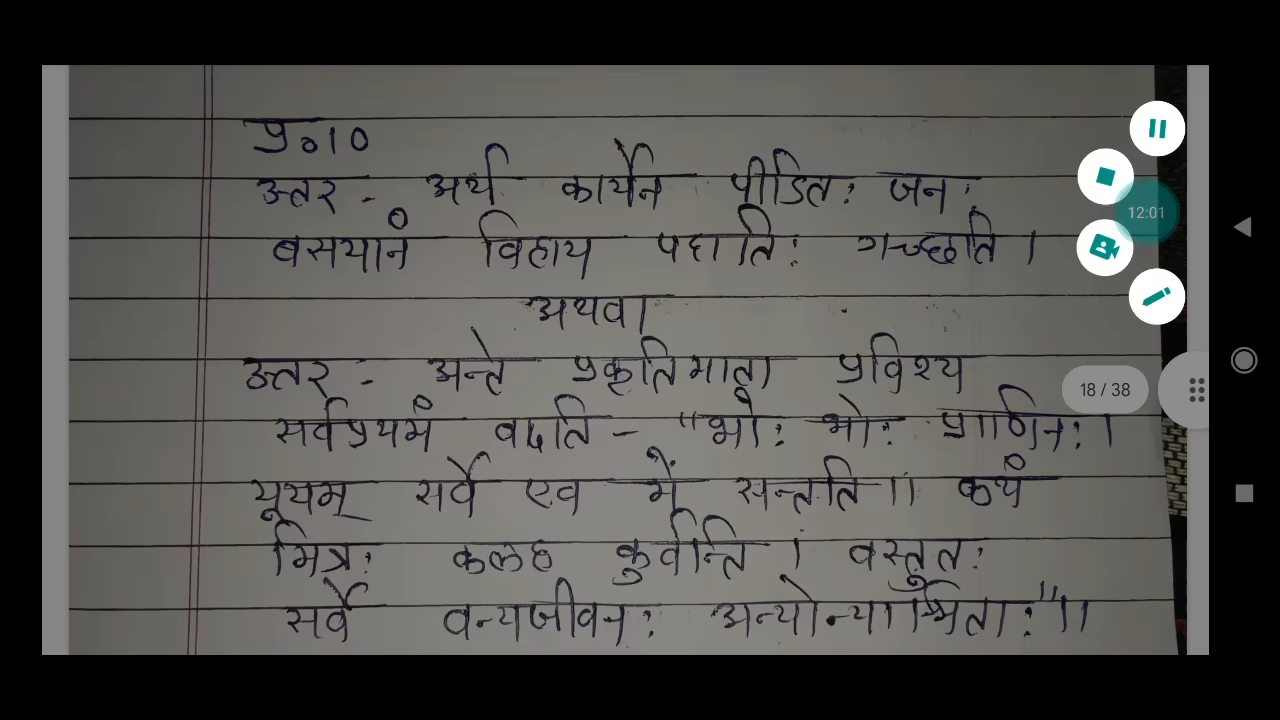 प्र०10
उत्तर - अर्थ कार्येन पीडितः जनः
बसयानं विहाय पदातिः गच्छति ।
अथवा
उत्तर - अन्ते प्रकृतिमाता प्रविश्य
सर्वप्रथमं वदति - "भोः भोः प्राणिनः।
यूयम् सर्वे एव में सन्तति ।। कथं
मित्रः कलह कुर्वन्ति । वस्तुतः
सर्वे वन्यजीवनः अन्योन्याश्रिताः"।।
12:01
18 / 38